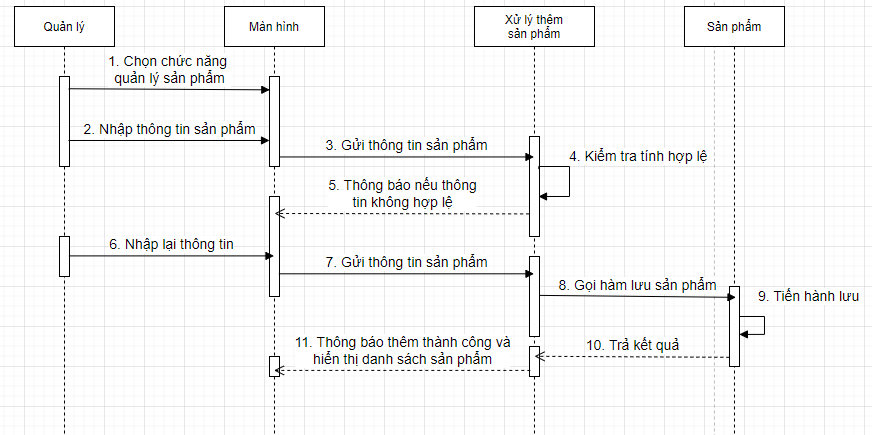 Quản lý
Màn hình
Xử lý thêm
sản phẩm
Sản phẩm
1. Chọn chức năng
quản lý sản phẩm
2. Nhập thông tin sản phẩm
3. Gửi thông tin sản phẩm
4. Kiểm tra tính hợp lệ
5. Thông báo nếu thông
tin không hợp lệ
6. Nhập lại thông tin
7. Gửi thông tin sản phẩm
8. Gọi hàm lưu sản phẩm
9. Tiến hành lưu
10. Trả kết quả
11. Thông báo thêm thành công và
hiển thị danh sách sản phẩm